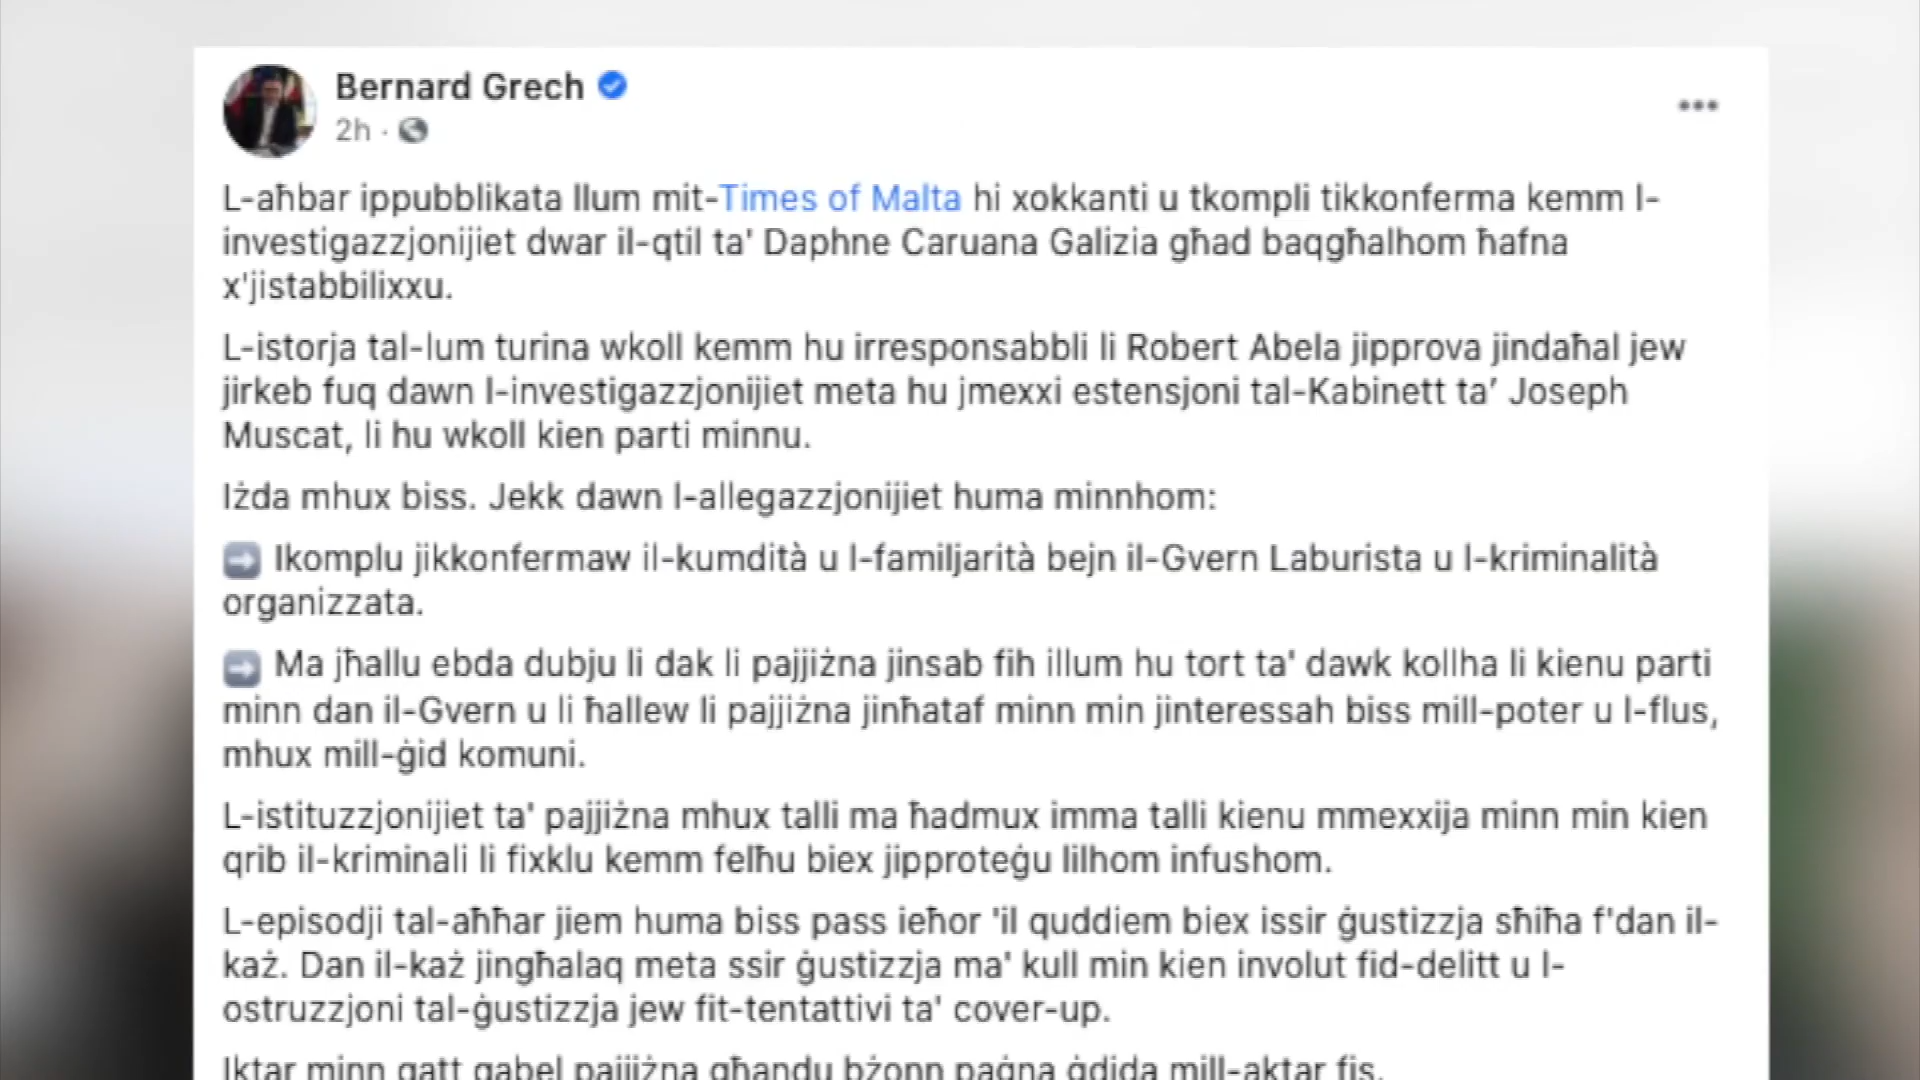 Bernard Grech
2h ·
L-aħbar ippubblikata llum mit-Times of Malta hi xokkanti u tkompli tikkonferma kemm l-
investigazzjonijiet dwar il-qtil ta' Daphne Caruana Galizia għad baqgħalhom ħafna
x'jistabbilixxu.
L-istorja tal-lum turina wkoll kemm hu irresponsabbli li Robert Abela jipprova jindaħal jew
jirkeb fuq dawn l-investigazzjonijiet meta hu jmexxi estensjoni tal-Kabinett ta’ Joseph
Muscat, li hu wkoll kien parti minnu.
Iżda mhux biss. Jekk dawn l-allegazzjonijiet huma minnhom:
➡ Ikomplu jikkonfermaw il-kumdità u l-familjarità bejn il-Gvern Laburista u l-kriminalità
organizzata.
➡ Ma jħallu ebda dubju li dak li pajjiżna jinsab fih illum hu tort ta' dawk kollha li kienu parti
minn dan il-Gvern u li ħallew li pajjiżna jinħataf minn min jinteressah biss mill-poter u l-flus,
mhux mill-ġid komuni.
L-istituzzjonijiet ta' pajjiżna mhux talli ma ħadmux imma talli kienu mmexxija minn min kien
qrib il-kriminali li fixklu kemm felħu biex jipproteġu lilhom infushom.
L-episodji tal-aħħar jiem huma biss pass ieħor 'il quddiem biex issir ġustizzja sħiħa f'dan il-
każ. Dan il-każ jingħalaq meta ssir ġustizzja ma' kull min kien involut fid-delitt u l-
ostruzzjoni tal-ġustizzja jew fit-tentattivi ta' cover-up.
Iktar minn qatt qabel pajjiżna għandu bżonn paġna ġdida mill-aktar fis.